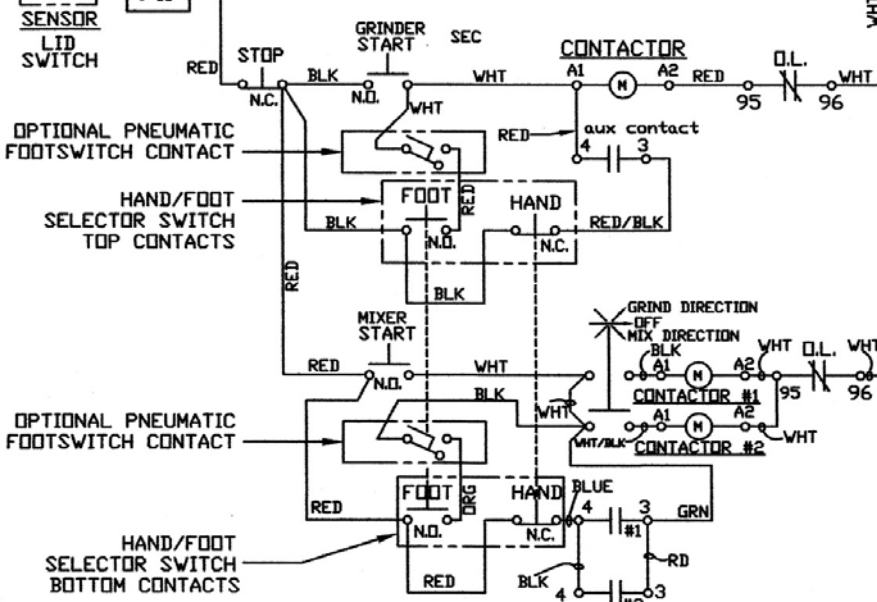 SENSOR
LID
SWITCH
RED
STOP
N.C.
BLK
GRINDER
START
N.O.
SEC
WHT
WHT
CONTACTOR
A1
M
A2
RED
95
O.L.
96
WHT
WHT
OPTIONAL PNEUMATIC
FOOTSWITCH CONTACT
RED
aux contact
4
3
HAND/FOOT
SELECTOR SWITCH
TOP CONTACTS
FOOT
RED
HAND
N.O.
N.C.
BLK
RED/BLK
BLK
RED
MIXER
START
GRIND DIRECTION
OFF
MIX DIRECTION
RED
N.O.
WHT
BLK
A1
M
A2
WHT
O.L.
WHT
95
96
CONTACTOR #1
BLK
WHT
OPTIONAL PNEUMATIC
FOOTSWITCH CONTACT
WHT/BLK
A1
M
A2
WHT
CONTACTOR #2
FOOT
ORG
HAND
BLUE
RED
N.O.
N.C.
4
3
#1
GRN
HAND/FOOT
SELECTOR SWITCH
BOTTOM CONTACTS
RED
BLK
RD
4
3